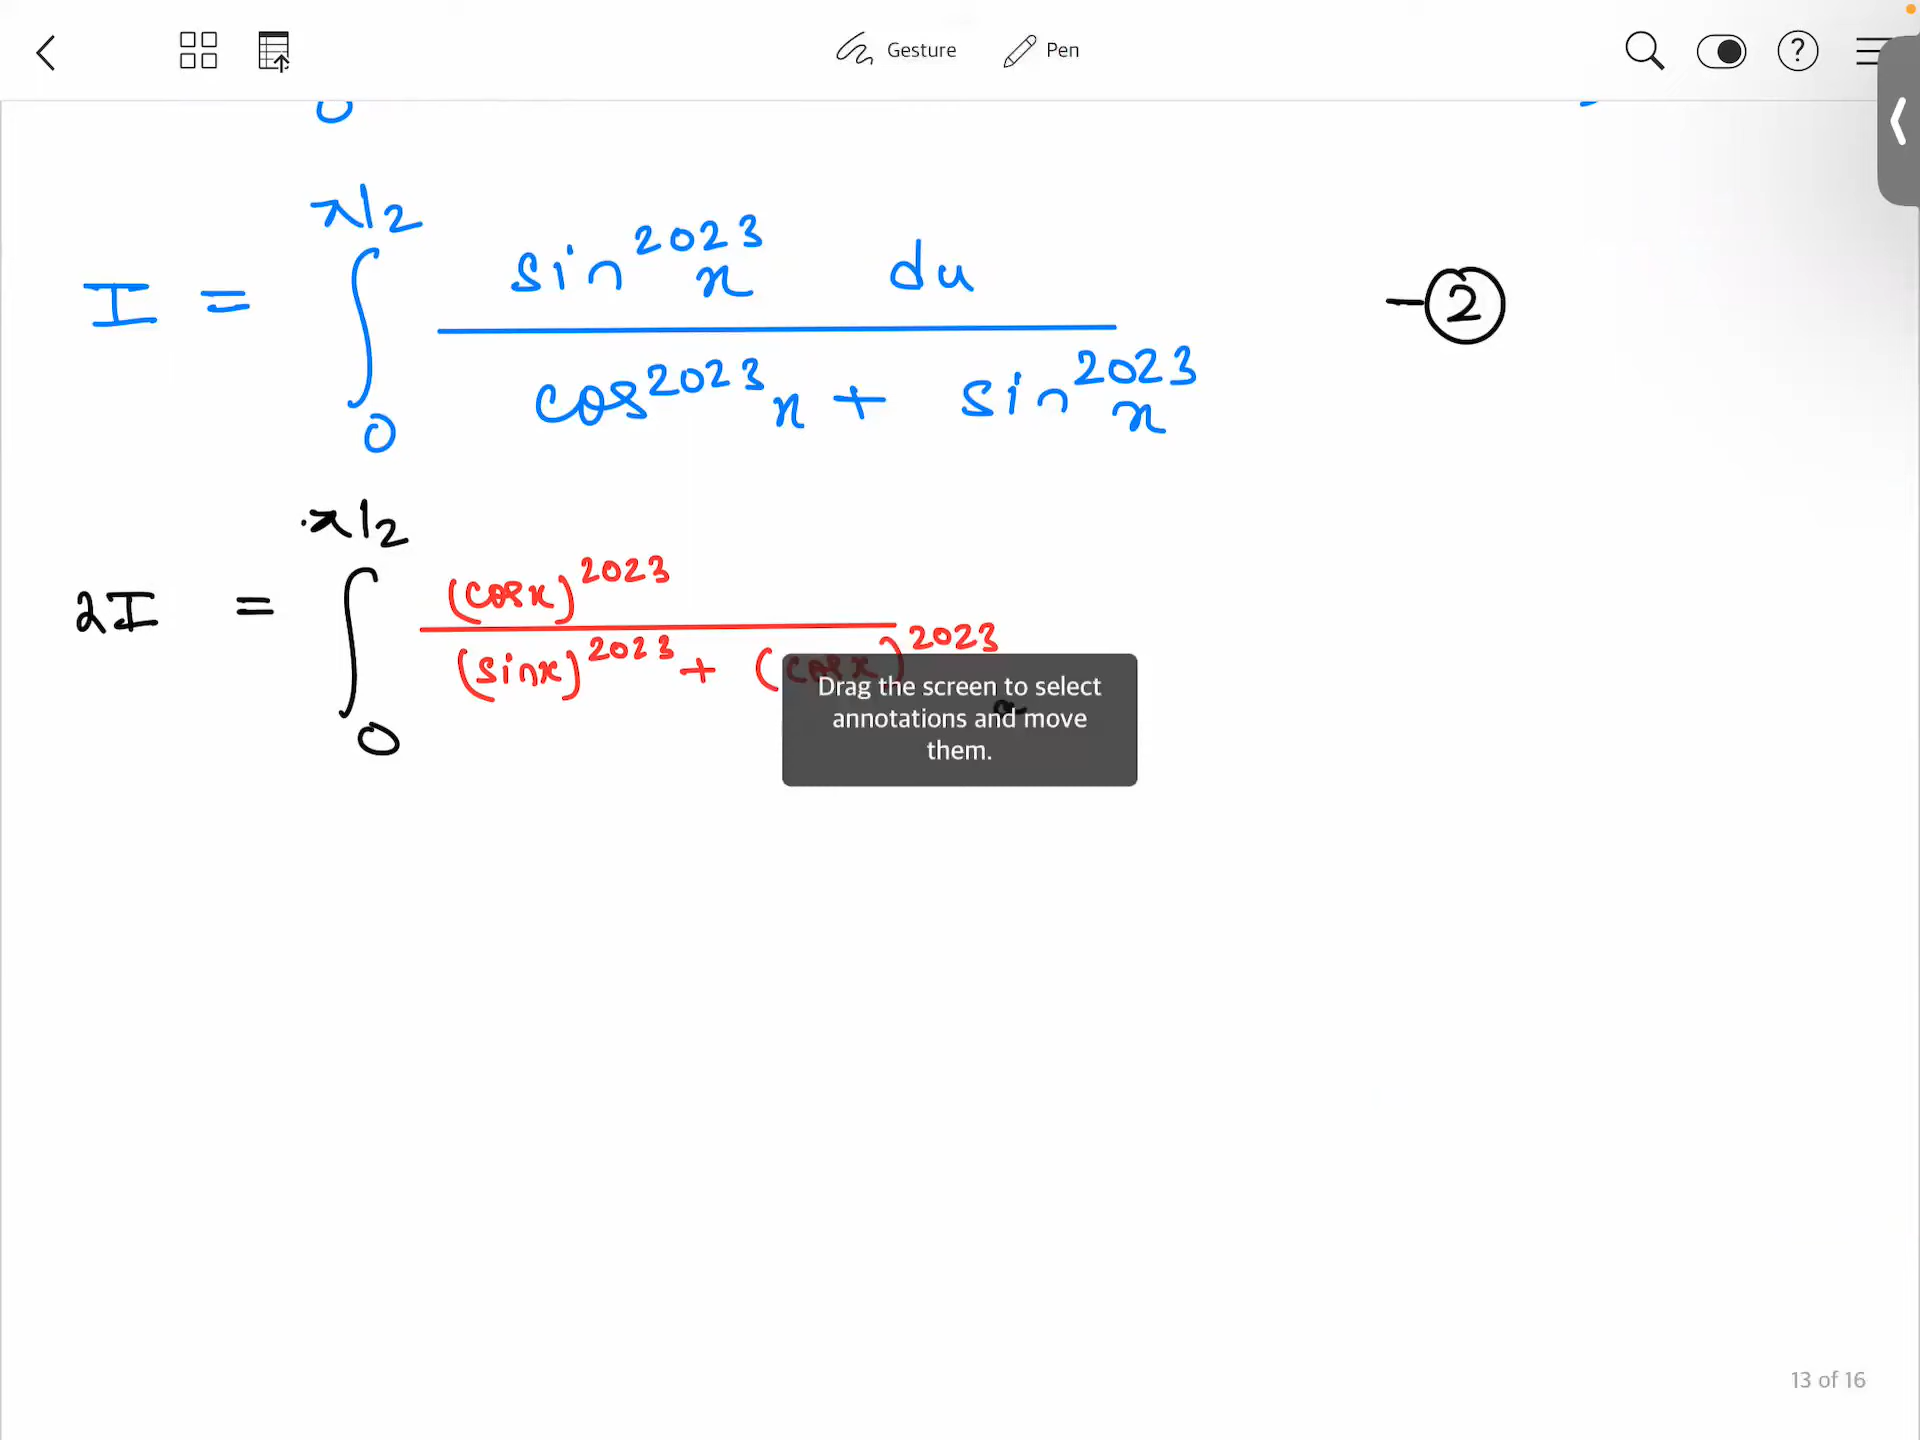 Gesture Pen ?
π/2
I = ∫ sin^2023 x du -②
cos^2023 x + sin^2023 x
0
π/2
2I = ∫ (cosx)^2023
(sinx)^2023 + (cosx)^2023
0
Drag the screen to select
annotations and move
them.
13 of 16